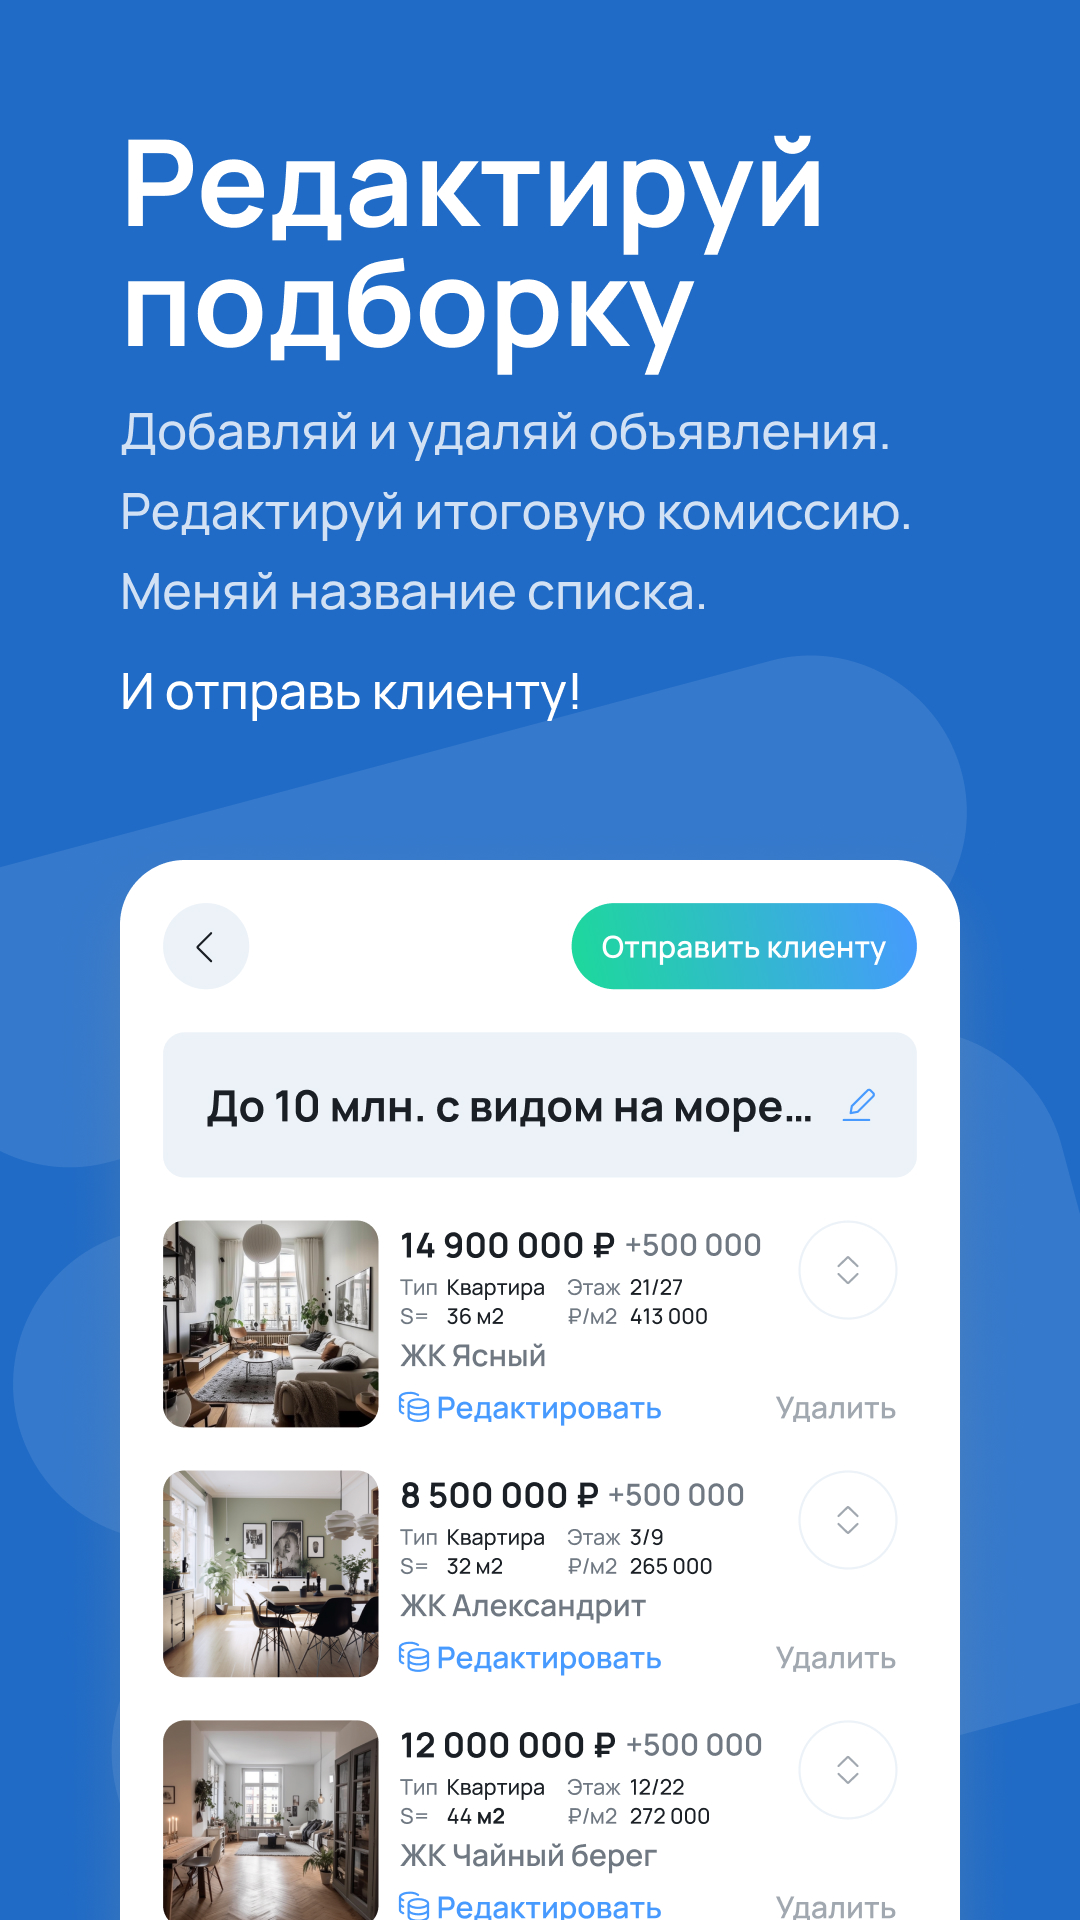 Редактируй
подборку
Добавляй и удаляй объявления.
Редактируй итоговую комиссию.
Меняй название списка.
И отправь клиенту!
Отправить клиенту
До 10 млн. с видом на море...
14 900 000 ₽ +500 000
Тип Квартира Этаж 21/27
S= 36 м2 ₽/м2 413 000
ЖК Ясный
Редактировать Удалить
8 500 000 ₽ +500 000
Тип Квартира Этаж 3/9
S= 32 м2 ₽/м2 265 000
ЖК Александрит
Редактировать Удалить
12 000 000 ₽ +500 000
Тип Квартира Этаж 12/22
S= 44 м2 ₽/м2 272 000
ЖК Чайный берег
Редактировать Удалить